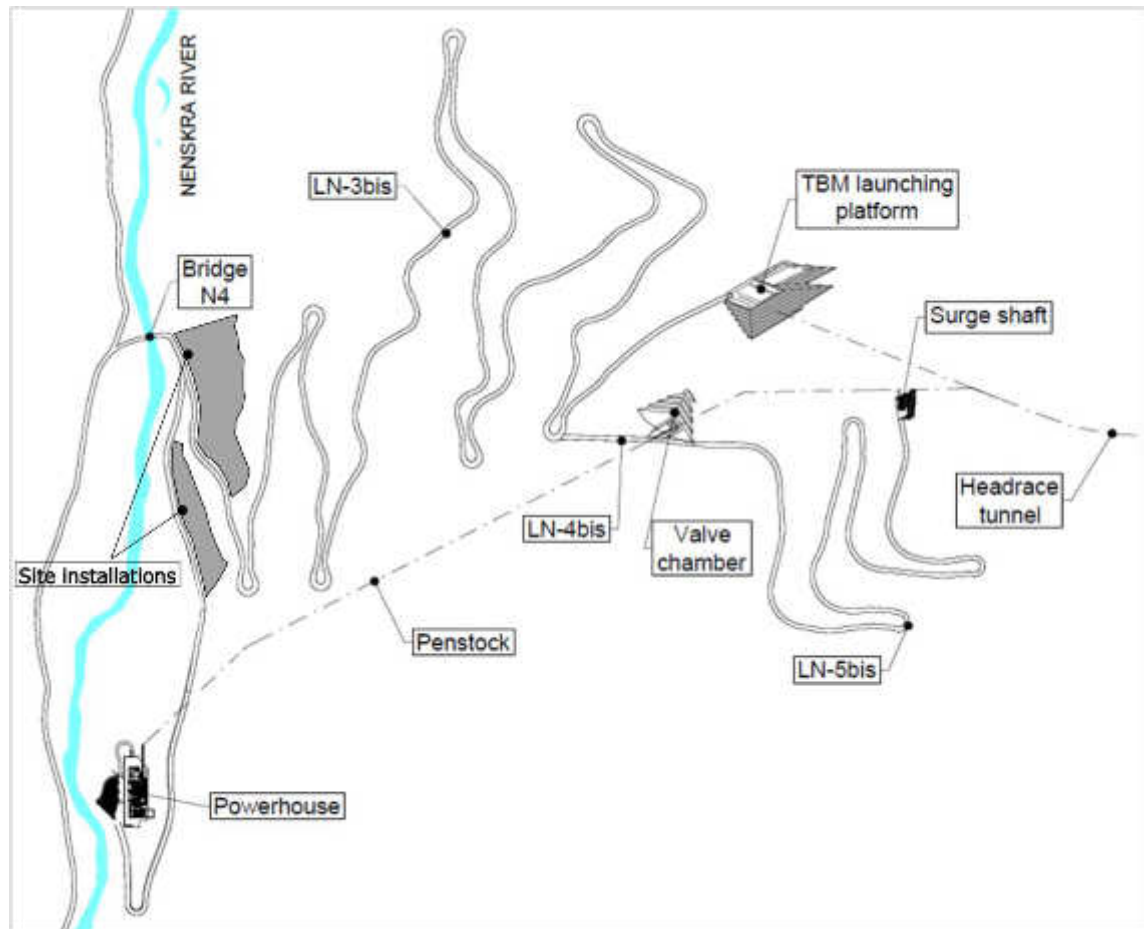 NENSKRA RIVER
LN-3bis
TBM launching
platform
Bridge
N4
Surge shaft
Site Installations
LN-4bis
Valve
chamber
Headrace
tunnel
Penstock
LN-5bis
Powerhouse